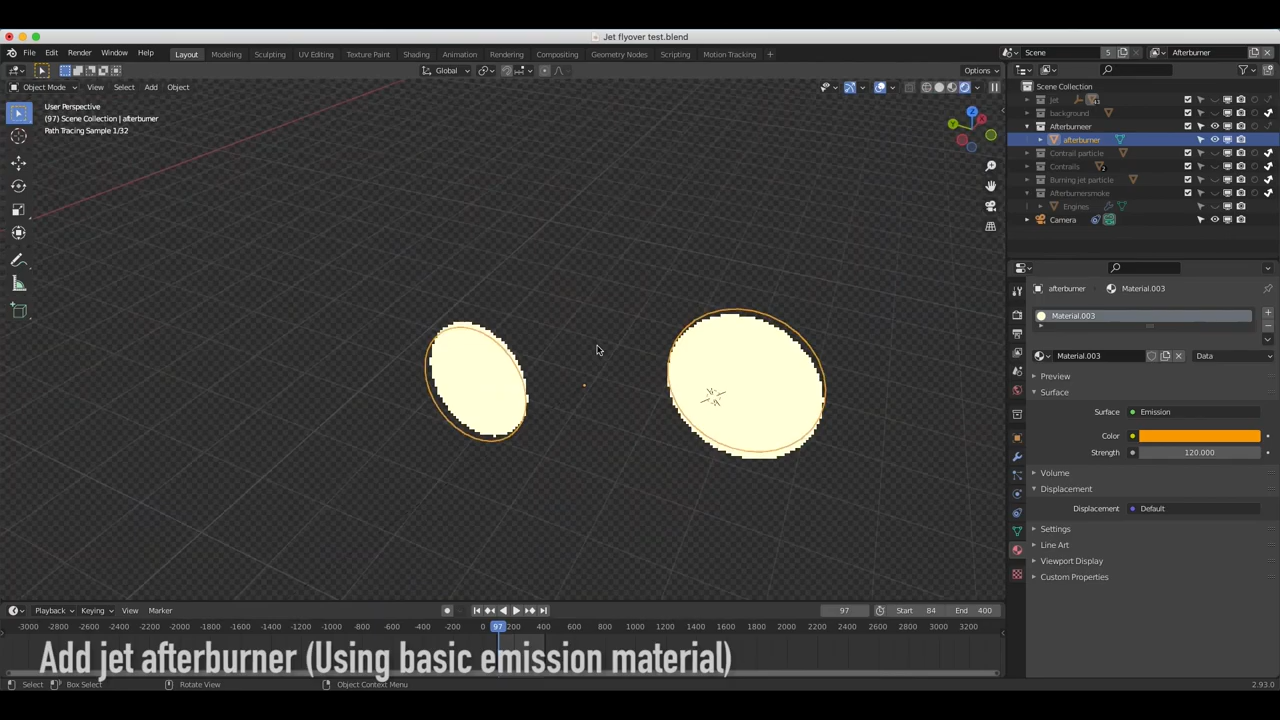 Jet flyover test.blend
File Edit Render Window Help Layout Modeling Sculpting UV Editing Texture Paint Shading Animation Rendering Compositing Geometry Nodes Scripting Motion Tracking + Scene 5 Afterburner
Global Options
Object Mode View Select Add Object
User Perspective
(97) Scene Collection | afterburner
Path Tracing Sample 1/32
Z
Y
X
Scene Collection
jet
background
Afterburneer
afterburner
Contrail particle
Contrails 2
Burning jet particle
Afterburnersmoke
Engines
Camera
afterburner Material.003
Material.003
Material.003 Data
Preview
Surface
Surface Emission
Color
Strength 120.000
Volume
Displacement
Displacement Default
Settings
Line Art
Viewport Display
Custom Properties
Playback Keying View Marker 97 Start 84 End 400
-3000 -2800 -2600 -2400 -2200 -2000 -1800 -1600 -1400 -1200 -1000 -800 -600 -400 -200 0 97 200 400 600 800 1000 1200 1400 1600 1800 2000 2200 2400 2600 2800 3000 3200
Add jet afterburner (Using basic emission material)
Select Box Select Rotate View Object Context Menu 2.93.0